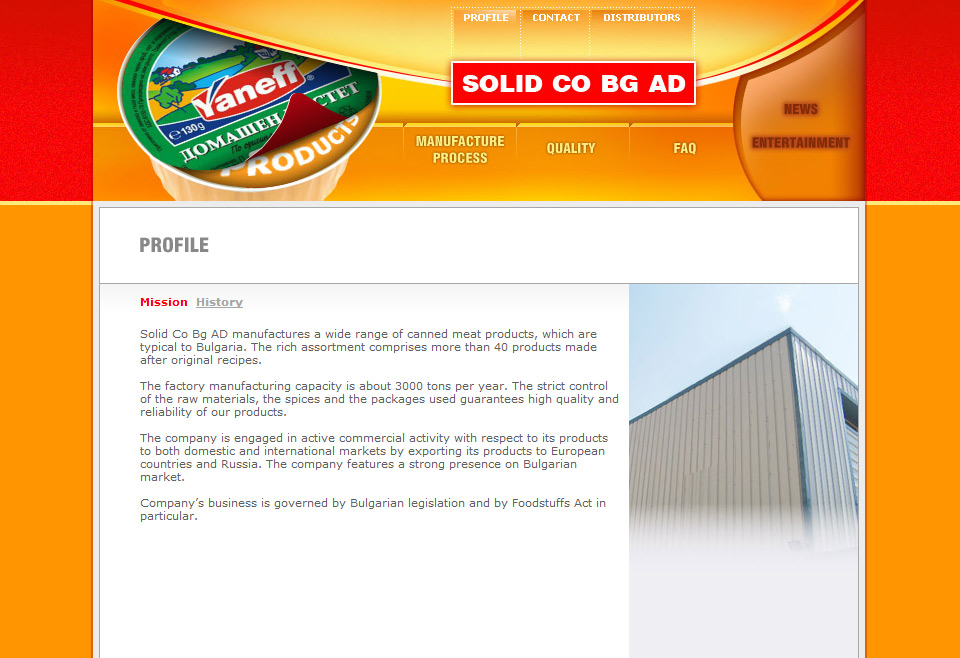 PROFILE
CONTACT
DISTRIBUTORS
SOLID CO BG AD
Yaneff
®
℮130g
ДОМАШЕН
СТЕТ
По
PRODUCTS
MANUFACTURE
PROCESS
QUALITY
FAQ
NEWS
ENTERTAINMENT
PROFILE
Mission History
Solid Co Bg AD manufactures a wide range of canned meat products, which are
typical to Bulgaria. The rich assortment comprises more than 40 products made
after original recipes.
The factory manufacturing capacity is about 3000 tons per year. The strict control
of the raw materials, the spices and the packages used guarantees high quality and
reliability of our products.
The company is engaged in active commercial activity with respect to its products
to both domestic and international markets by exporting its products to European
countries and Russia. The company features a strong presence on Bulgarian
market.
Company’s business is governed by Bulgarian legislation and by Foodstuffs Act in
particular.